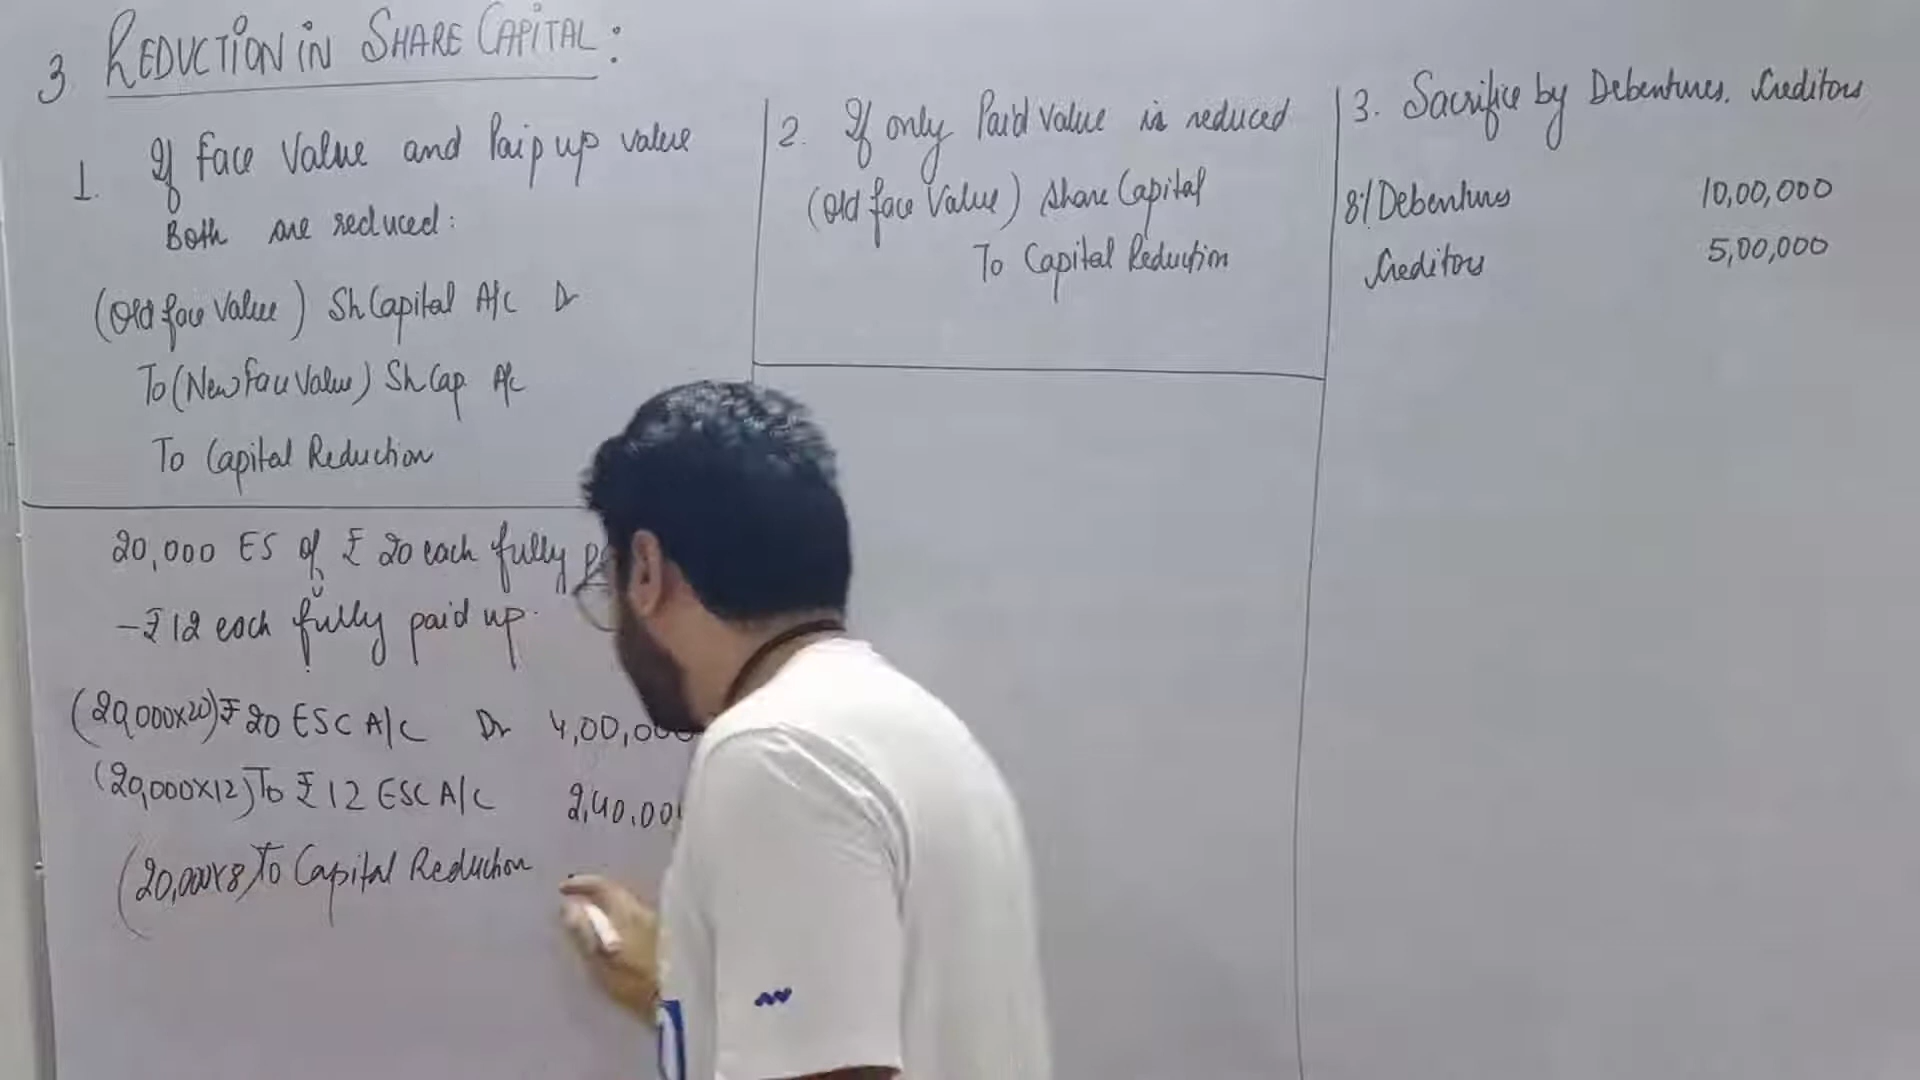 3. REDUCTION IN SHARE CAPITAL :
1. If Face Value and Paip up value
Both are reduced:
(Old face Value) Sh Capital A/C Dr
To (New Face Value) Sh Cap A/c
To Capital Reduction
20,000 ES of ₹ 20 each fully
- ₹ 12 each fully paid up.
(20,000x20) ₹ 20 ESC A/C Dr 4,00,000
(20,000x12) To ₹ 12 ESC A/C 2,40,00
(20,000x8) To Capital Reduction
2. If only Paid Value is reduced
(Old face Value) Share Capital
To Capital Reduction
3. Sacrifice by Debentures, Creditors
8% Debentures 10,00,000
Creditors 5,00,000